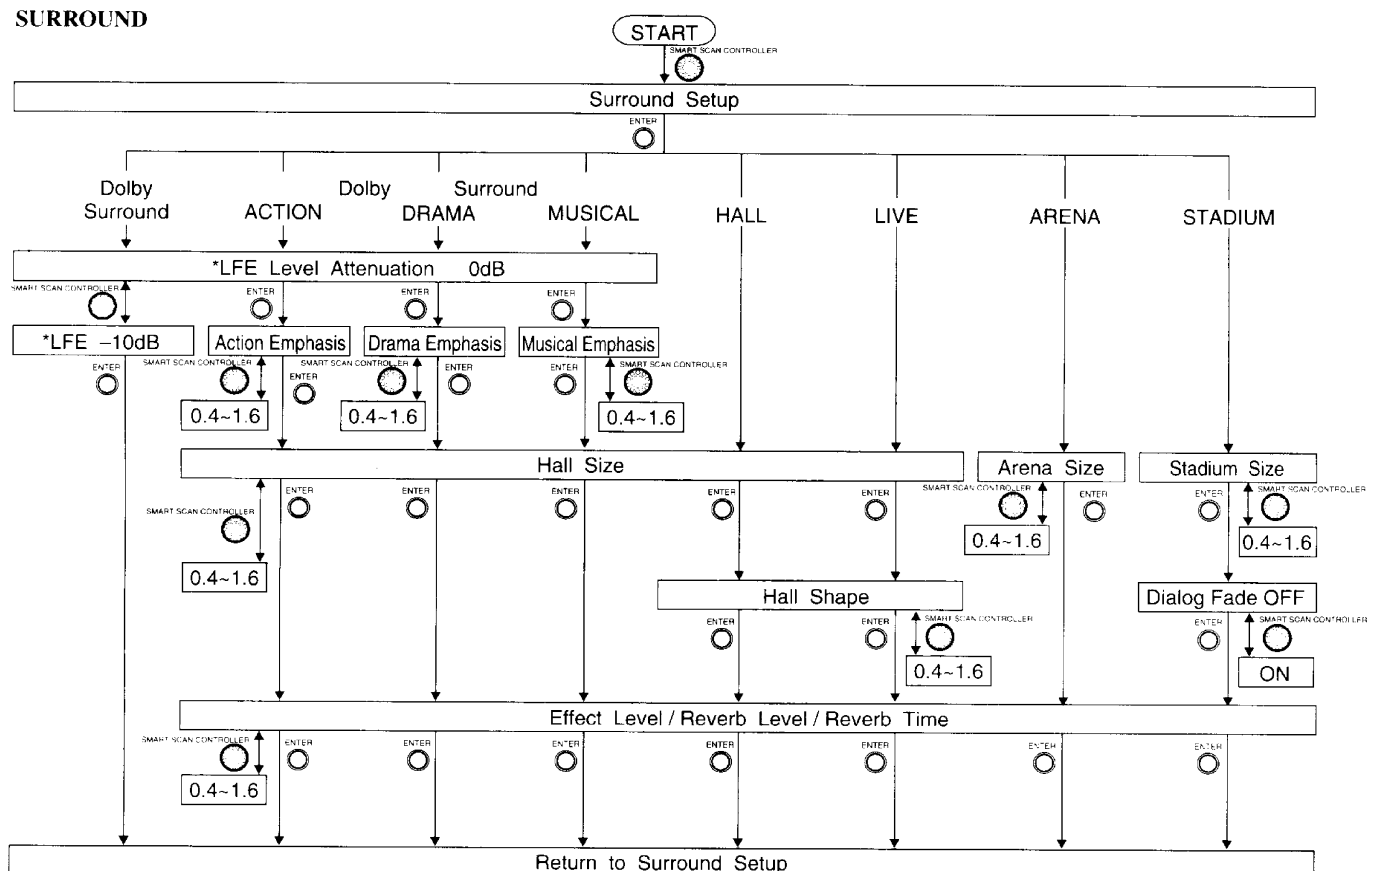 SURROUND
START
SMART SCAN CONTROLLER
Surround Setup
ENTER
Dolby Surround
Dolby Surround
ACTION
DRAMA
MUSICAL
HALL
LIVE
ARENA
STADIUM
*LFE Level Attenuation 0dB
SMART SCAN CONTROLLER
ENTER
ENTER
ENTER
*LFE –10dB
Action Emphasis
Drama Emphasis
Musical Emphasis
ENTER
SMART SCAN CONTROLLER
ENTER
SMART SCAN CONTROLLER
ENTER
ENTER
SMART SCAN CONTROLLER
0.4~1.6
0.4~1.6
0.4~1.6
Hall Size
Arena Size
Stadium Size
SMART SCAN CONTROLLER
ENTER
ENTER
ENTER
ENTER
ENTER
SMART SCAN CONTROLLER
ENTER
ENTER
SMART SCAN CONTROLLER
0.4~1.6
0.4~1.6
0.4~1.6
Hall Shape
Dialog Fade OFF
ENTER
ENTER
SMART SCAN CONTROLLER
ENTER
SMART SCAN CONTROLLER
0.4~1.6
ON
Effect Level / Reverb Level / Reverb Time
SMART SCAN CONTROLLER
ENTER
ENTER
ENTER
ENTER
ENTER
ENTER
ENTER
0.4~1.6
Return to Surround Setup